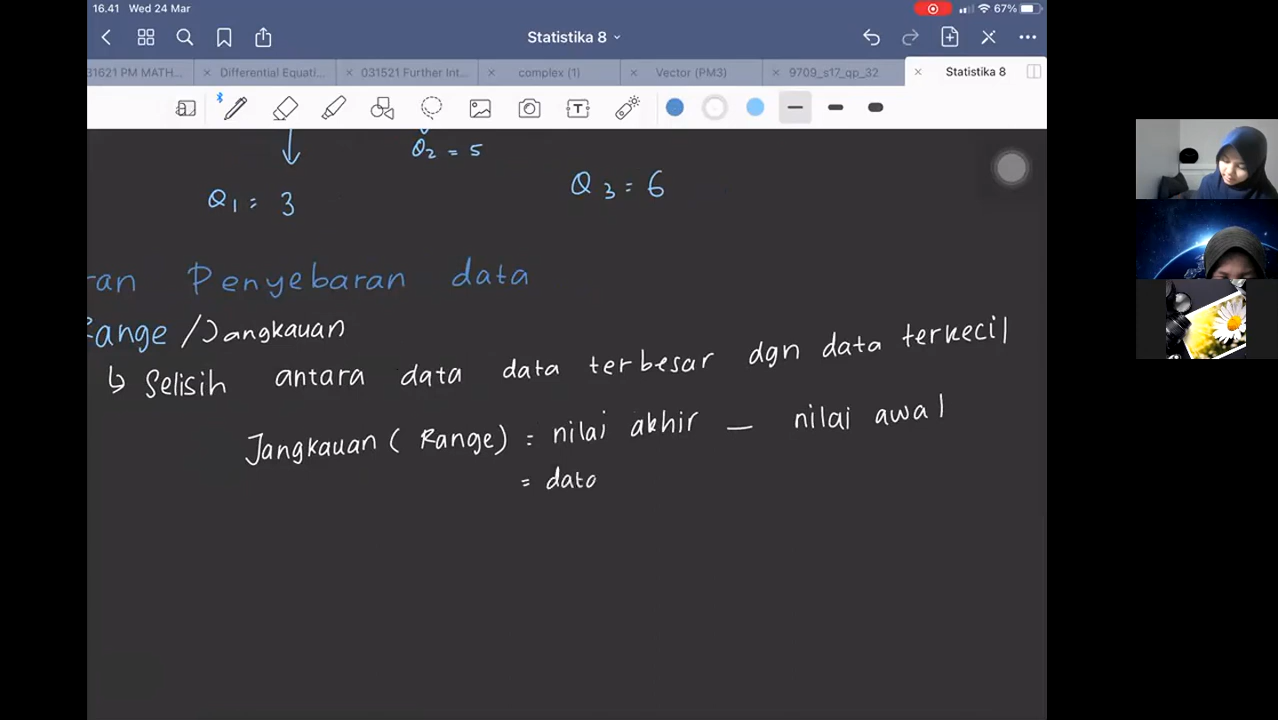 16.41 Wed 24 Mar
67%
Statistika 8
31621 PM MATH...
Differential Equati...
031521 Further Int...
complex (1)
Vector (PM3)
9709_s17_qp_32
Statistika 8
Q2 = 5
Q1 = 3
Q3 = 6
ran Penyebaran data
Range / Jangkauan
↳ Selisih antara data data terbesar dgn data terkecil
Jangkauan (Range) = nilai akhir - nilai awal
= data